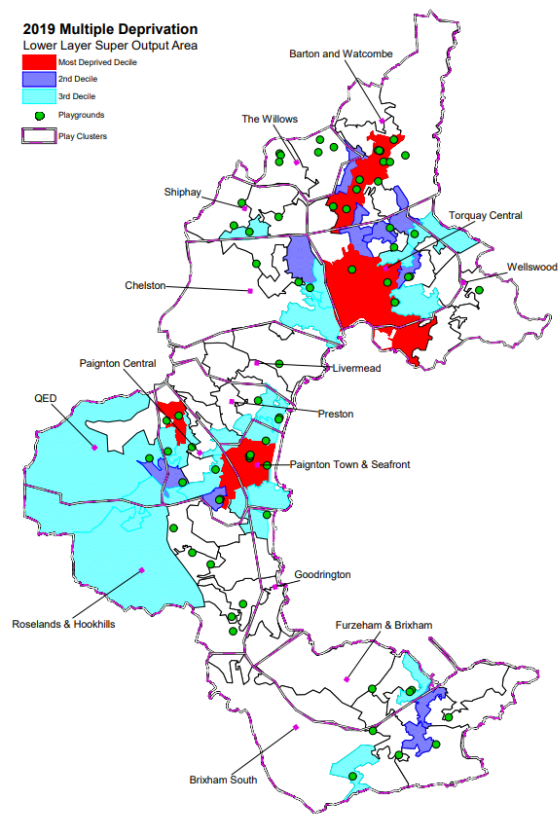 2019 Multiple Deprivation
Lower Layer Super Output Area
Most Deprived Decile
2nd Decile
3rd Decile
Playgrounds
Play Clusters
Barton and Watcombe
The Willows
Shiphay
Torquay Central
Wellswood
Chelston
Paignton Central
Livermead
QED
Preston
Paignton Town & Seafront
Goodrington
Roselands & Hookhills
Furzeham & Brixham
Brixham South